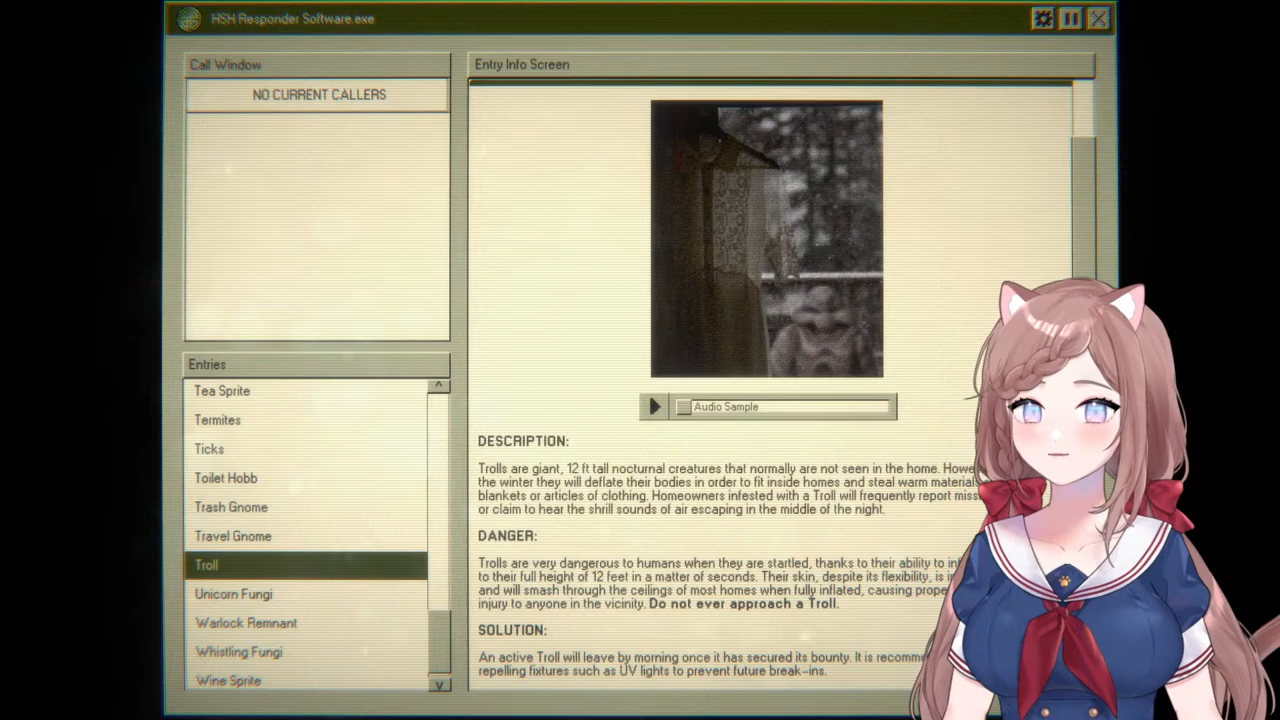 HSH Responder Software.exe
Call Window
NO CURRENT CALLERS
Entries
Tea Sprite
Termites
Ticks
Toilet Hobb
Trash Gnome
Travel Gnome
Troll
Unicorn Fungi
Warlock Remnant
Whistling Fungi
Wine Sprite
Entry Info Screen
Audio Sample
DESCRIPTION:
Trolls are giant, 12 ft tall nocturnal creatures that normally are not seen in the home.
the winter they will deflate their bodies in order to fit inside homes and steal warm
blankets or articles of clothing. Homeowners infested with a Troll will frequently report
or claim to hear the shrill sounds of air escaping in the middle of the night.
DANGER:
Trolls are very dangerous to humans when they are startled, thanks to their ability to
to their full height of 12 feet in a matter of seconds. Their skin, despite its flexibility, is
and will smash through the ceilings of most homes when fully inflated, causing
injury to anyone in the vicinity. Do not ever approach a Troll.
SOLUTION:
An active Troll will leave by morning once it has secured its bounty. It is
repelling fixtures such as UV lights to prevent future break-ins.